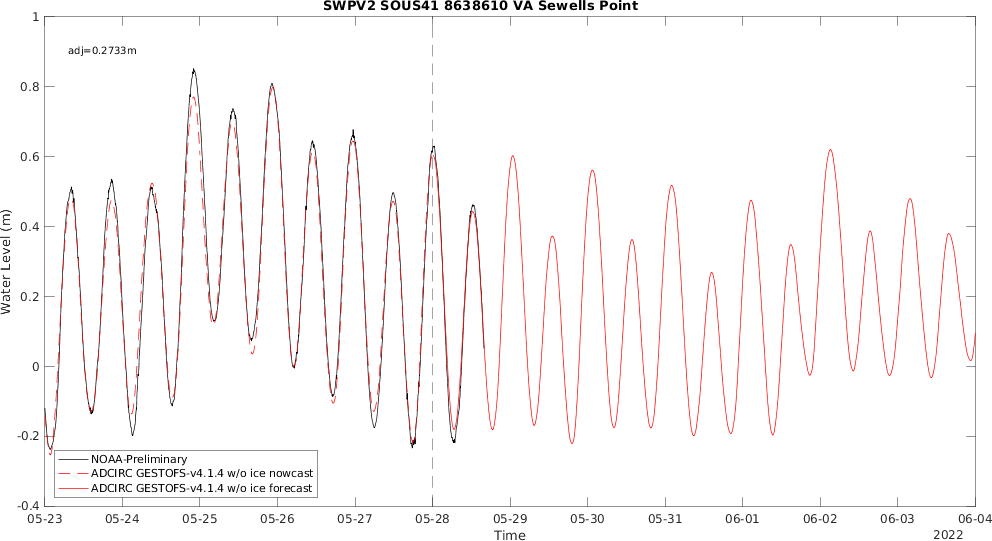 SWPV2 SOUS41 8638610 VA Sewells Point
adj=0.2733m
1
0.8
0.6
0.4
0.2
0
-0.2
-0.4
Water Level (m)
NOAA-Preliminary
ADCIRC GESTOFS-v4.1.4 w/o ice nowcast
ADCIRC GESTOFS-v4.1.4 w/o ice forecast
05-23 05-24 05-25 05-26 05-27 05-28 05-29 05-30 05-31 06-01 06-02 06-03 06-04
Time
2022